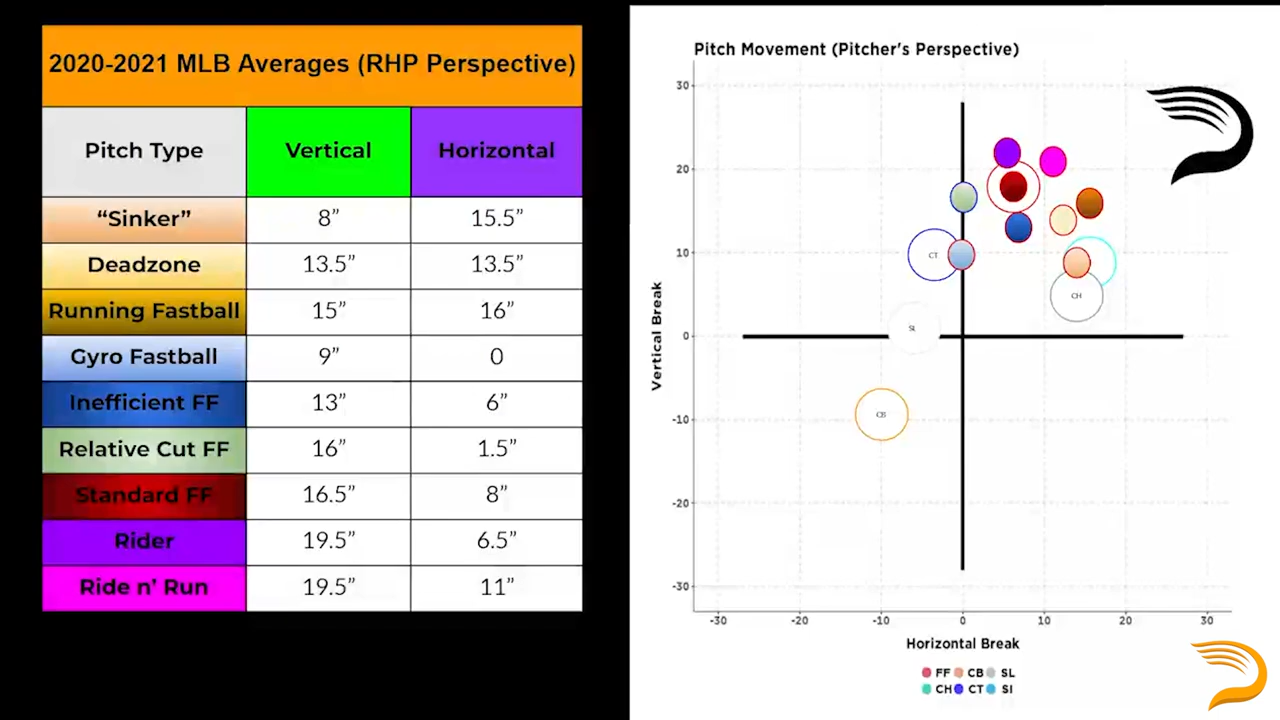 2020-2021 MLB Averages (RHP Perspective)
Pitch Type Vertical Horizontal
“Sinker” 8” 15.5”
Deadzone 13.5” 13.5”
Running Fastball 15” 16”
Gyro Fastball 9” 0
Inefficient FF 13” 6”
Relative Cut FF 16” 1.5”
Standard FF 16.5” 8”
Rider 19.5” 6.5”
Ride n’ Run 19.5” 11”
Pitch Movement (Pitcher's Perspective)
Vertical Break
30
20
10
0
-10
-20
-30
CT
CH
SL
CB
-30 -20 -10 0 10 20 30
Horizontal Break
FF CB SL
CH CT SI